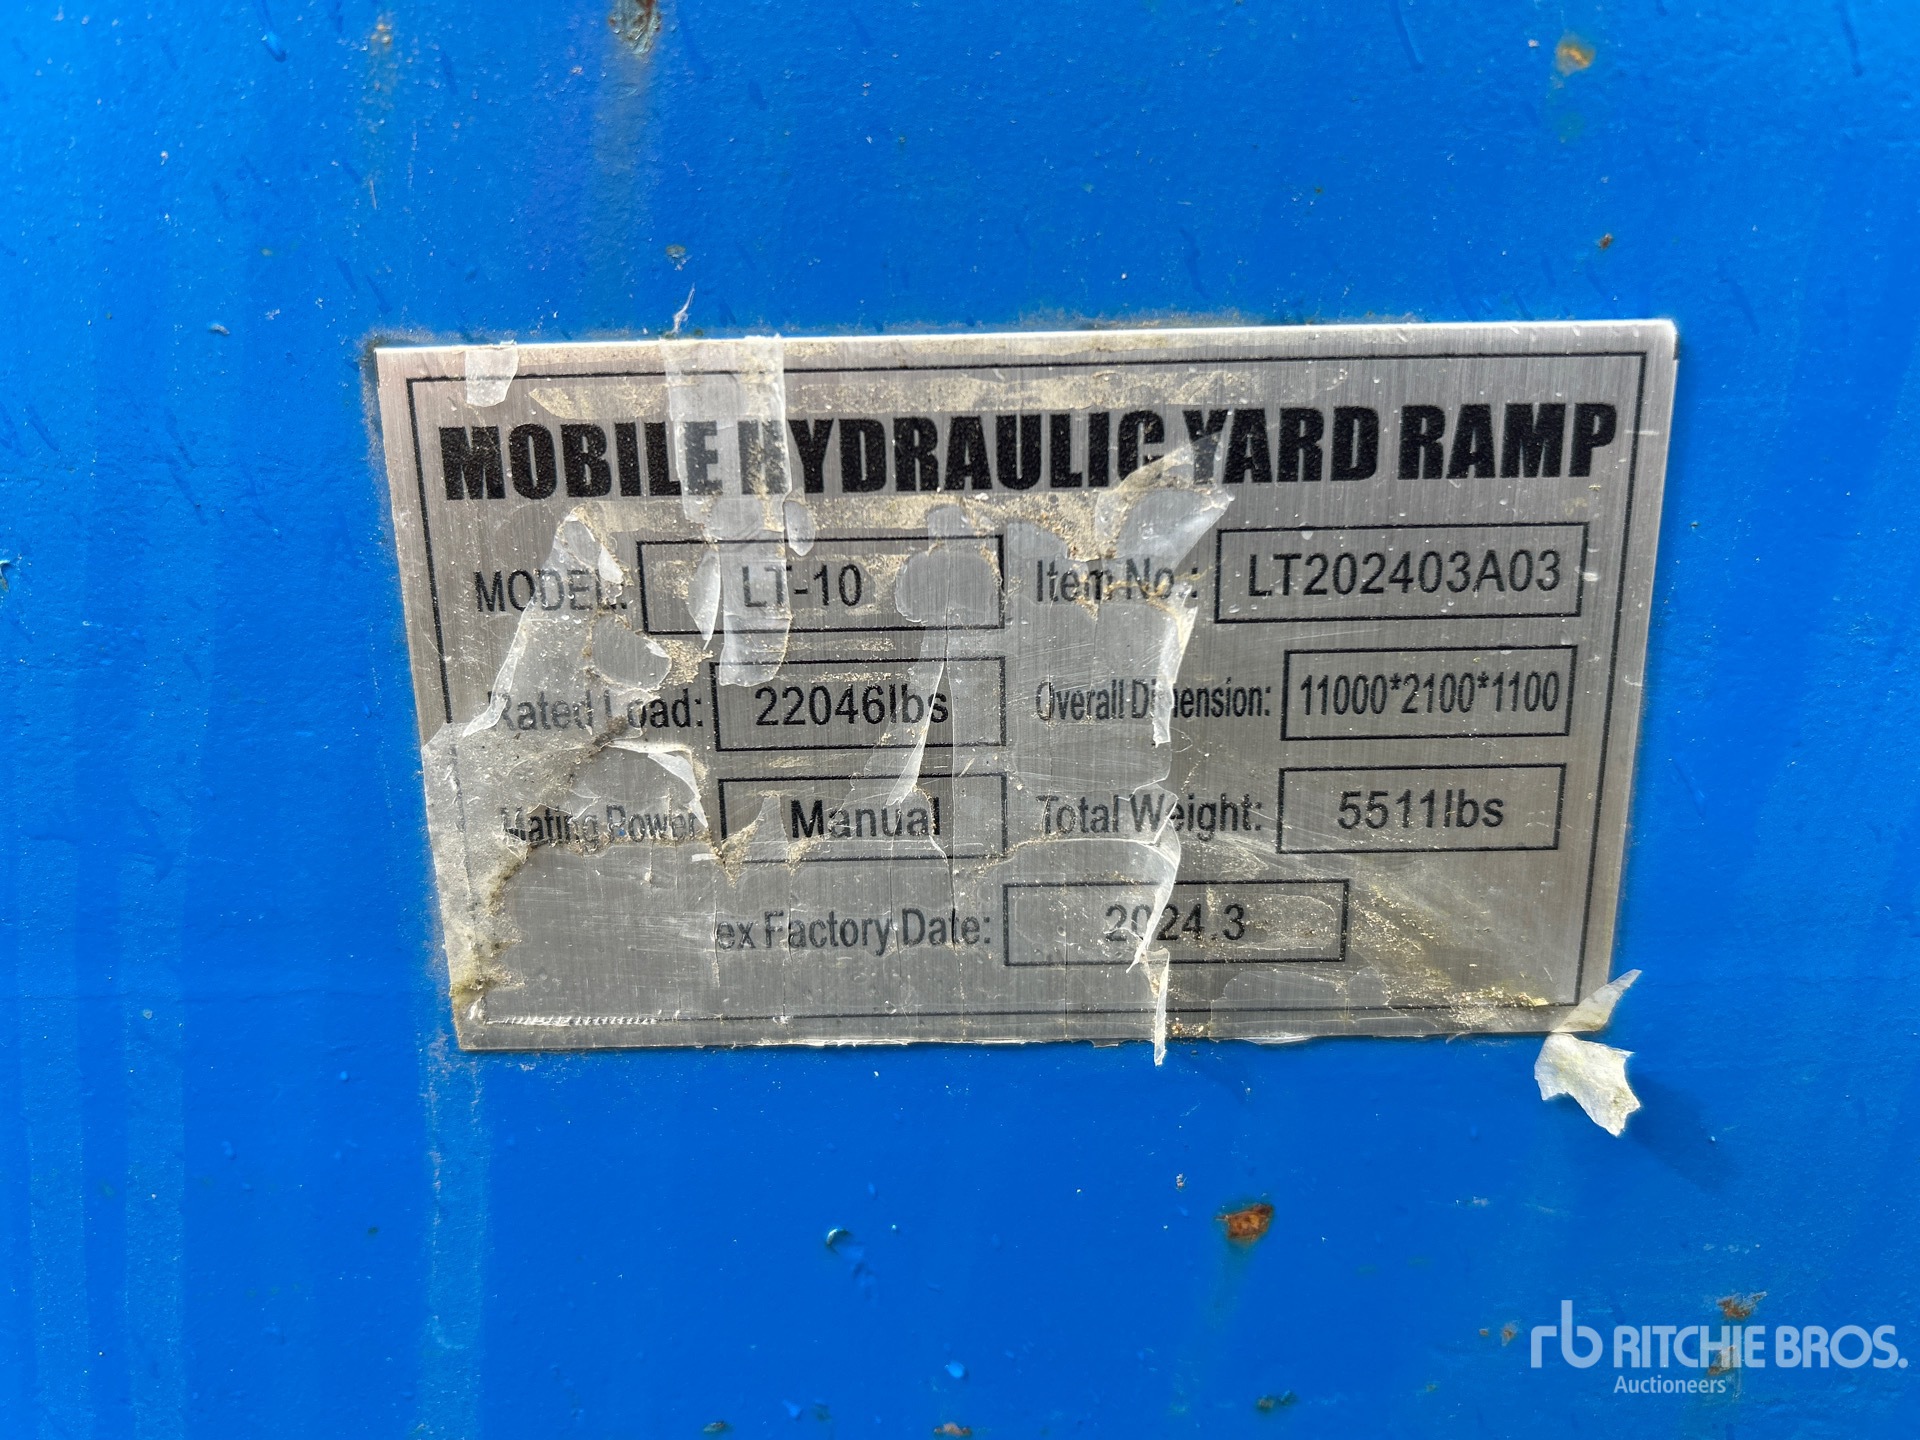 MOBILE HYDRAULIC YARD RAMP
MODEL: LT-10 Item No.: LT202403A03
Rated Load: 22046lbs Overall Dimension: 11000*2100*1100
Mating Power Manual Total Weight: 5511lbs
ex Factory Date: 2024.3
rb RITCHIE BROS.
Auctioneers